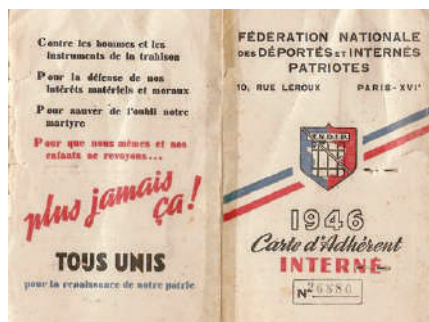 Contre les hommes et les
instruments de la trahison
Pour la défense de nos
intérêts matériels et moraux
Pour sauver de l'oubli notre
martyre
Pour que nous mêmes et nos
enfants ne revoyons...
plus jamais
ça!
TOUS UNIS
pour la renaissance de notre patrie
FÉDÉRATION NATIONALE
DES DÉPORTÉS ET INTERNÉS
PATRIOTES
10, RUE LEROUX PARIS-XVIᵉ
F.N.D.I.P.
1946
Carte d'Adhérent
INTERNÉ
N° 26880